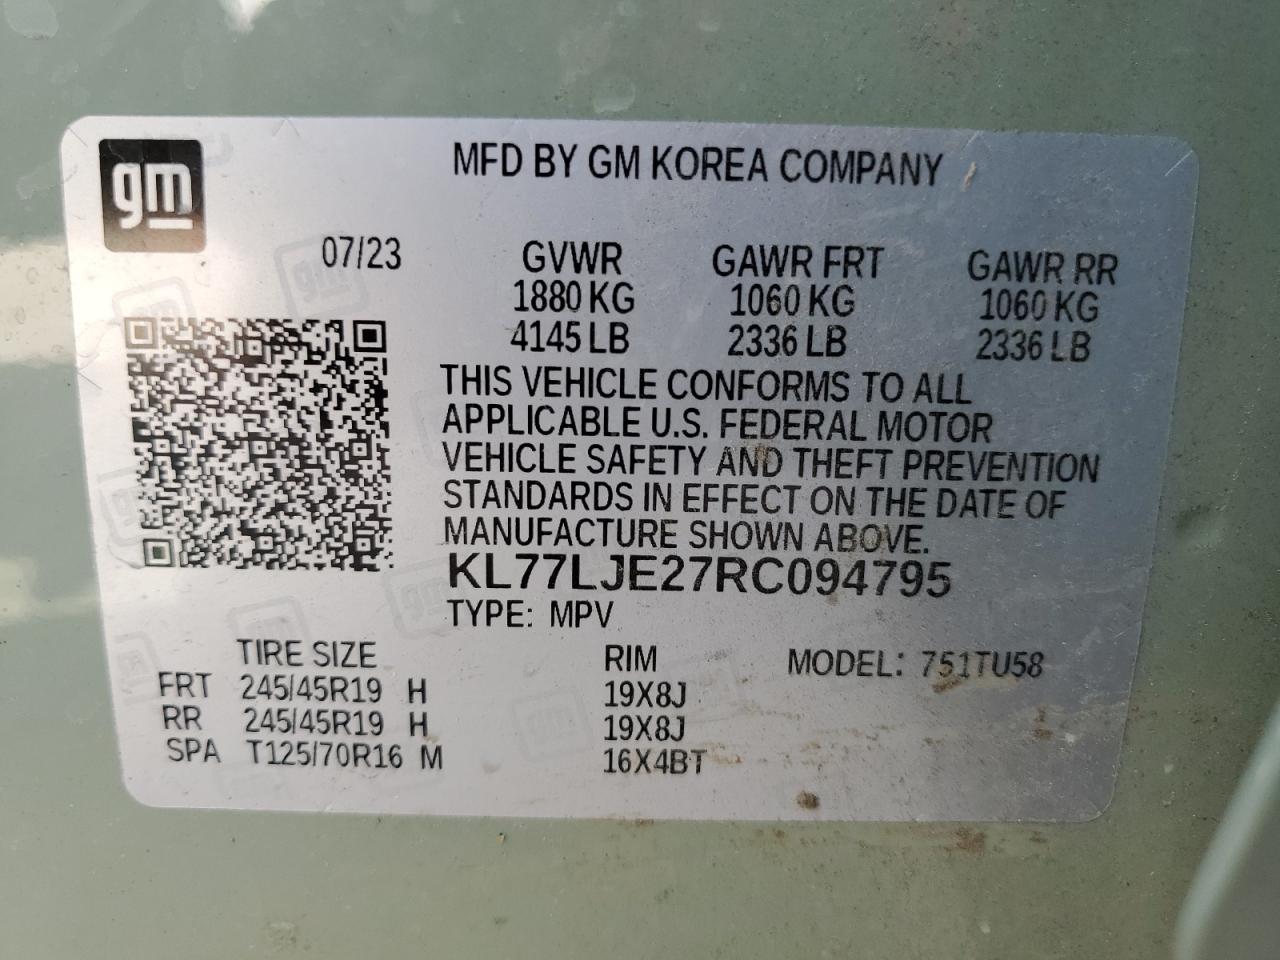 gm
MFD BY GM KOREA COMPANY
07/23 GVWR GAWR FRT GAWR RR
1880 KG 1060 KG 1060 KG
4145 LB 2336 LB 2336 LB
THIS VEHICLE CONFORMS TO ALL
APPLICABLE U.S. FEDERAL MOTOR
VEHICLE SAFETY AND THEFT PREVENTION
STANDARDS IN EFFECT ON THE DATE OF
MANUFACTURE SHOWN ABOVE.
KL77LJE27RC094795
TYPE: MPV
TIRE SIZE RIM MODEL: 751TU58
FRT 245/45R19 H 19X8J
RR 245/45R19 H 19X8J
SPA T125/70R16 M 16X4BT